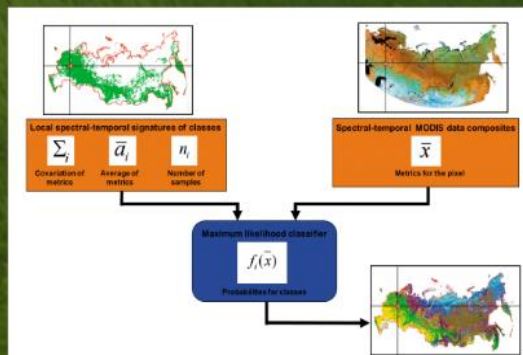 Local spectral-temporal signatures of classes
Σi
āi
ni
Covariation of metrics
Average of metrics
Number of samples
Spectral-temporal MODIS data composites
x̄
Metrics for the pixel
Maximum likelihood classifier
fi(x̄)
Probabilities for classes